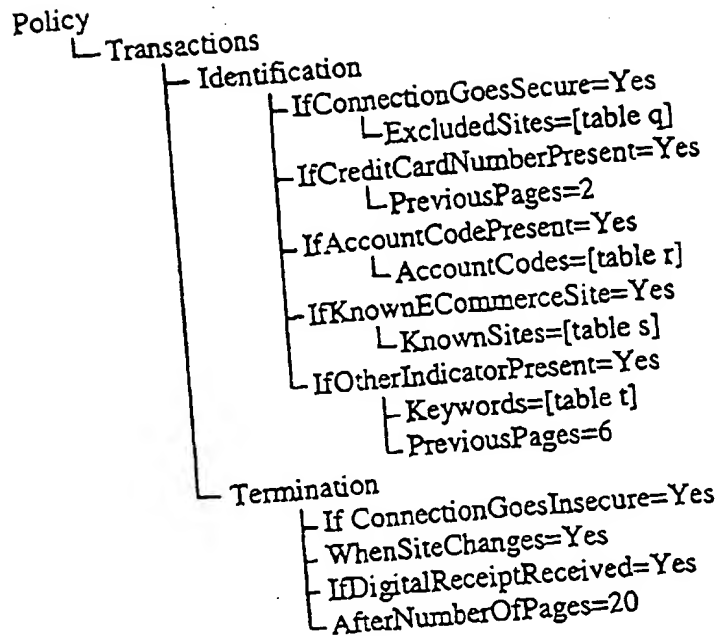 Policy
Transactions
Identification
IfConnectionGoesSecure=Yes
ExcludedSites=[table q]
IfCreditCardNumberPresent=Yes
PreviousPages=2
IfAccountCodePresent=Yes
AccountCodes=[table r]
IfKnownECommerceSite=Yes
KnownSites=[table s]
IfOtherIndicatorPresent=Yes
Keywords=[table t]
PreviousPages=6
Termination
If ConnectionGoesInsecure=Yes
WhenSiteChanges=Yes
IfDigitalReceiptReceived=Yes
AfterNumberOfPages=20